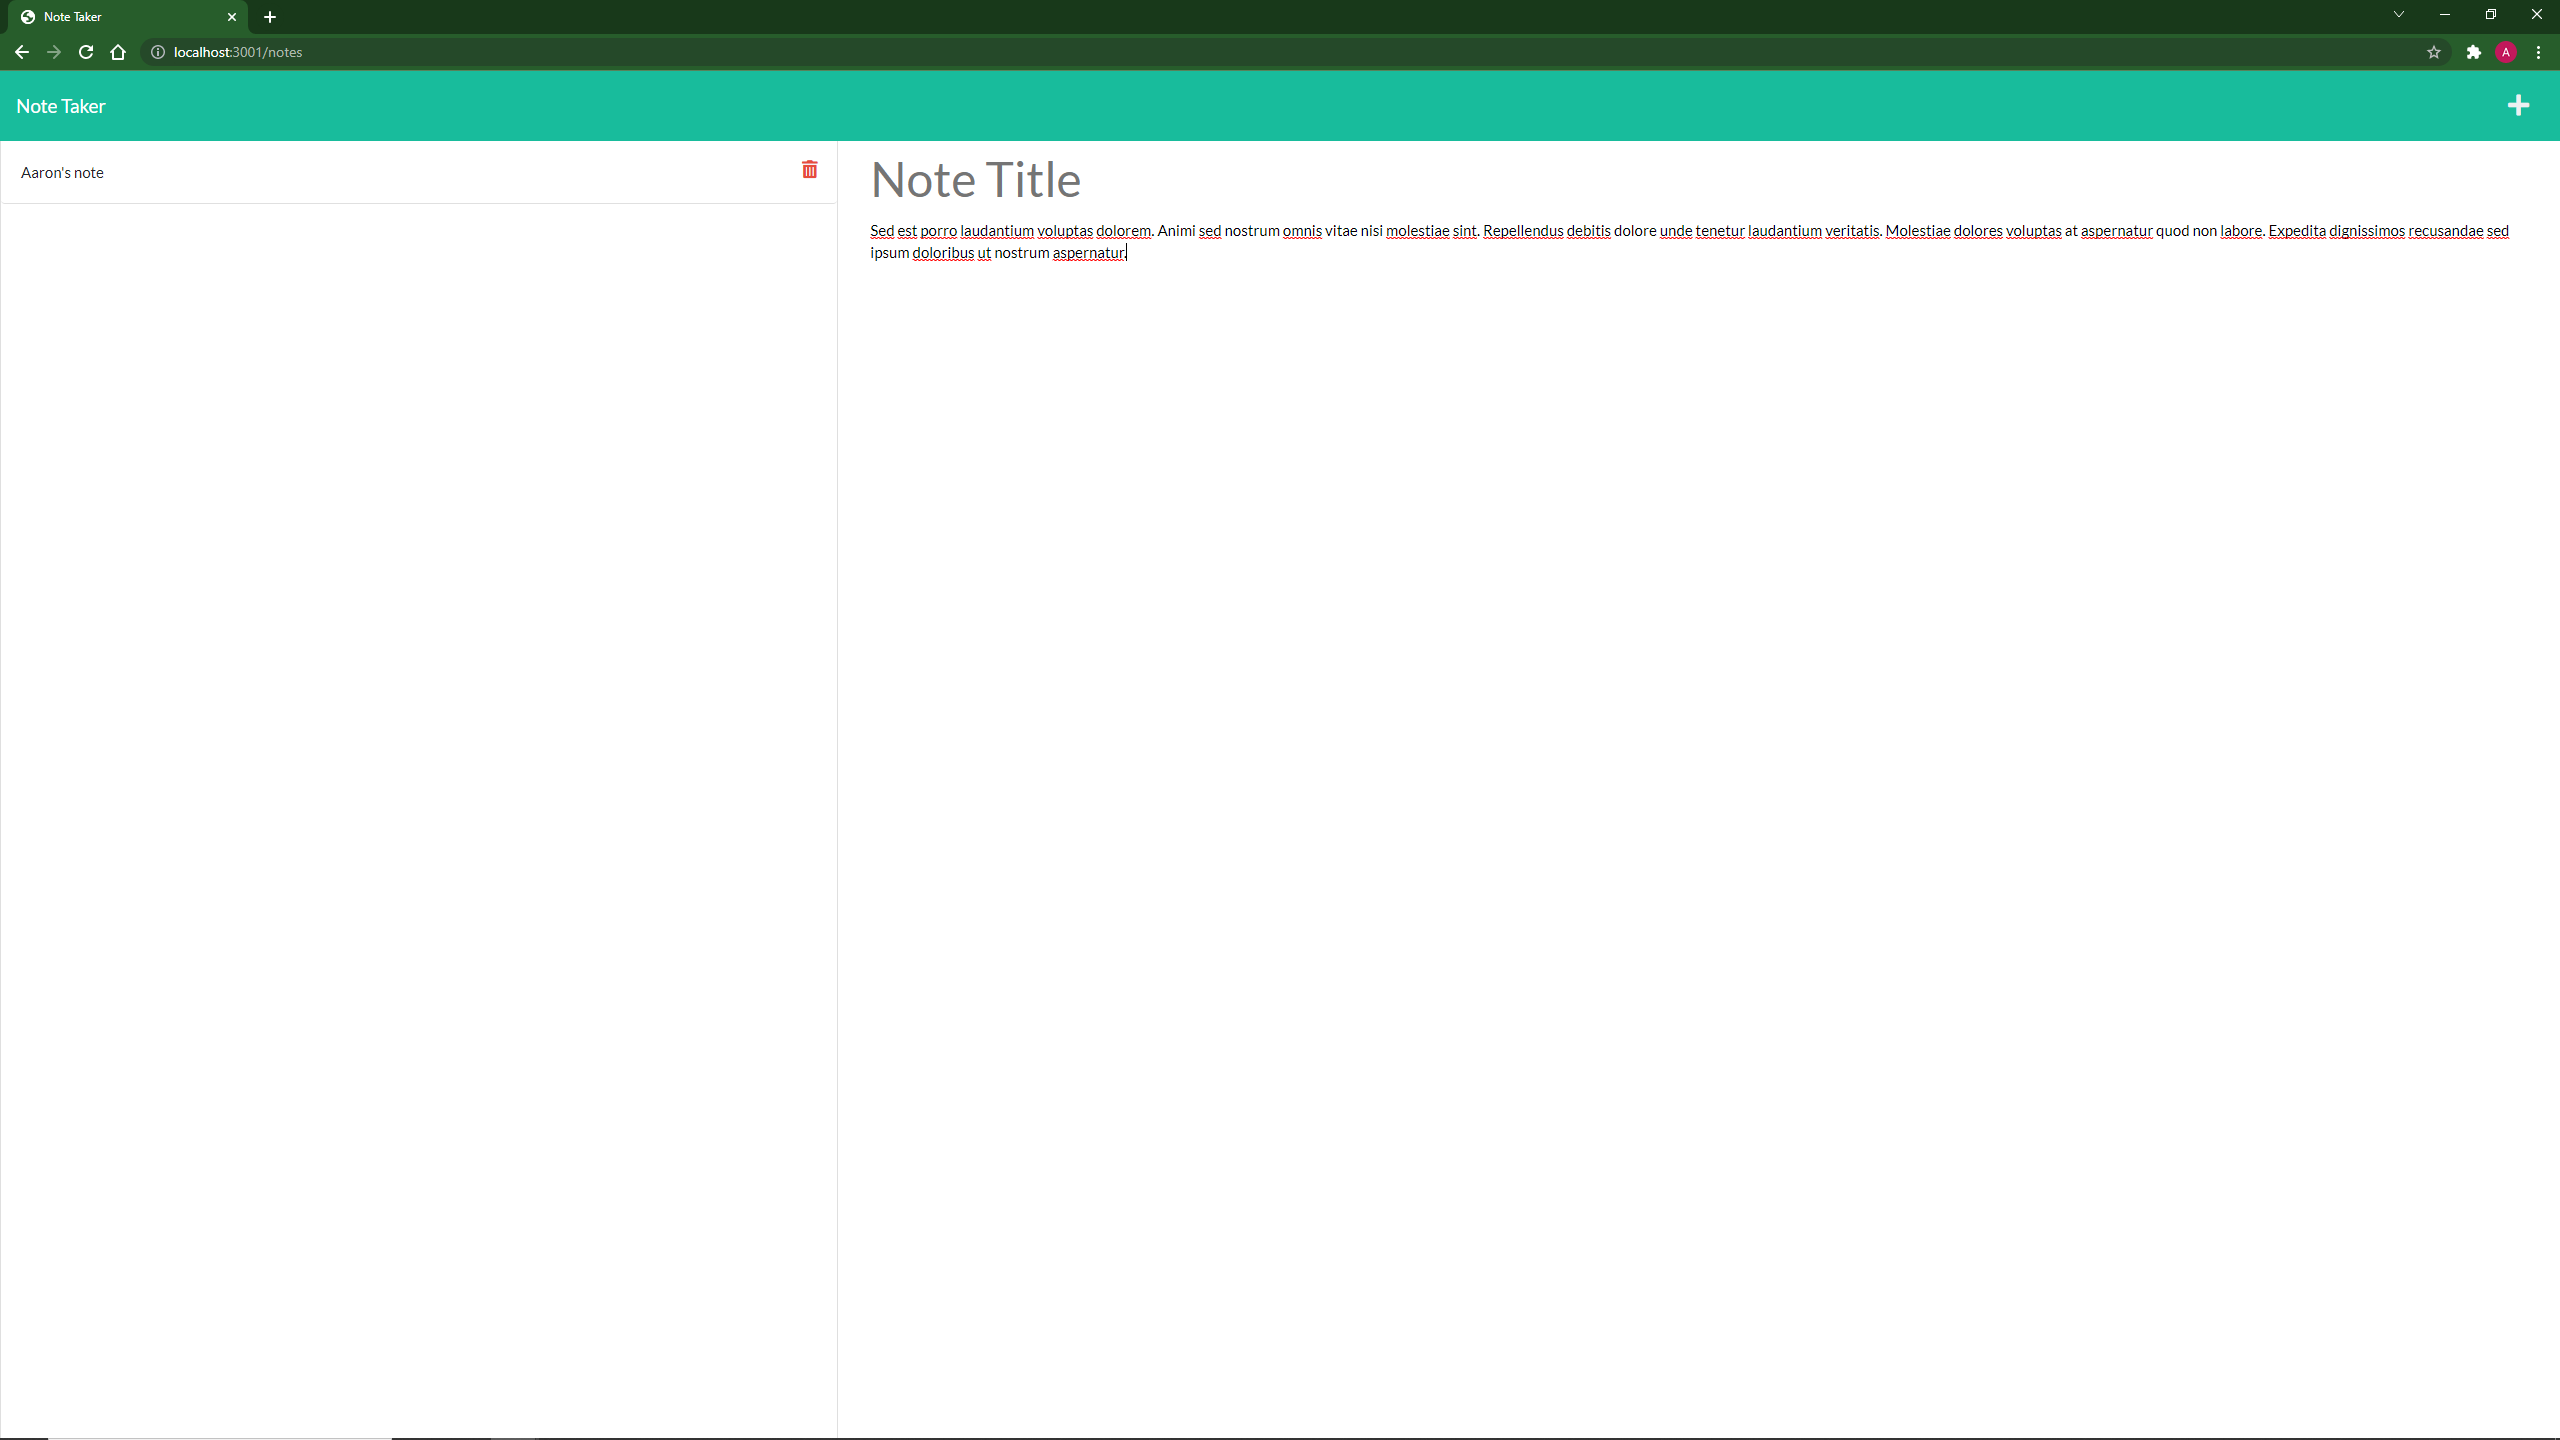 Note Taker
localhost:3001/notes
A
Note Taker
Aaron's note
Note Title
Sed est porro laudantium voluptas dolorem. Animi sed nostrum omnis vitae nisi molestiae sint. Repellendus debitis dolore unde tenetur laudantium veritatis. Molestiae dolores voluptas at aspernatur quod non labore. Expedita dignissimos recusandae sed
ipsum doloribus ut nostrum aspernatur.